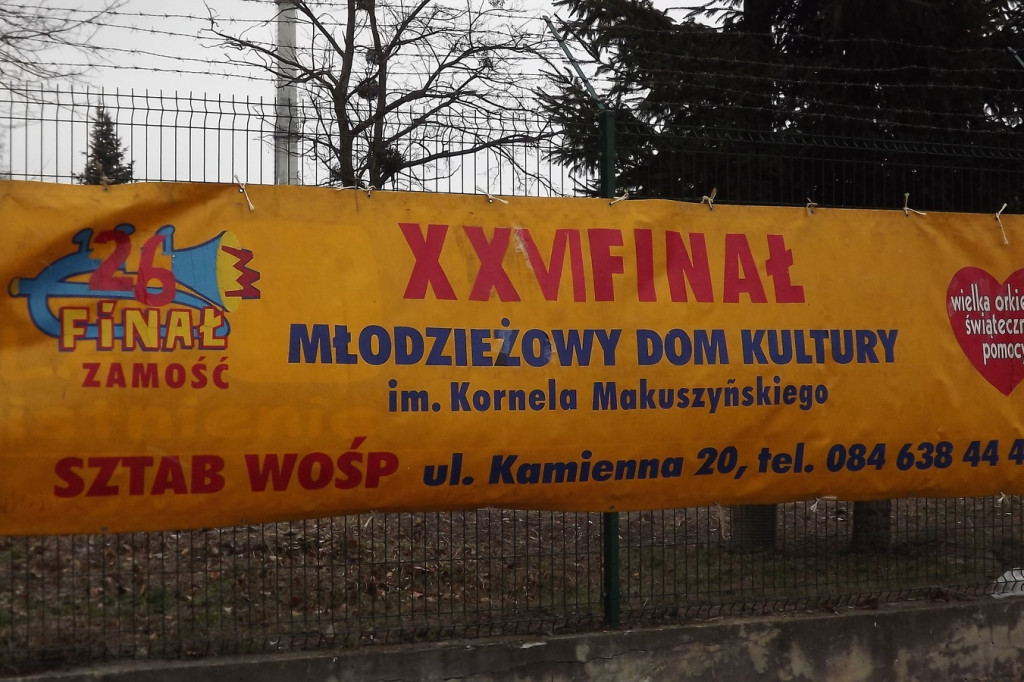 26
FiNAŁ
ZAMOŚĆ
XXVI FINAŁ
MŁODZIEŻOWY DOM KULTURY
im. Kornela Makuszyńskiego
SZTAB WOŚP ul. Kamienna 20, tel. 084 638 44 4
wielka orkie
świąteczn
pomocy